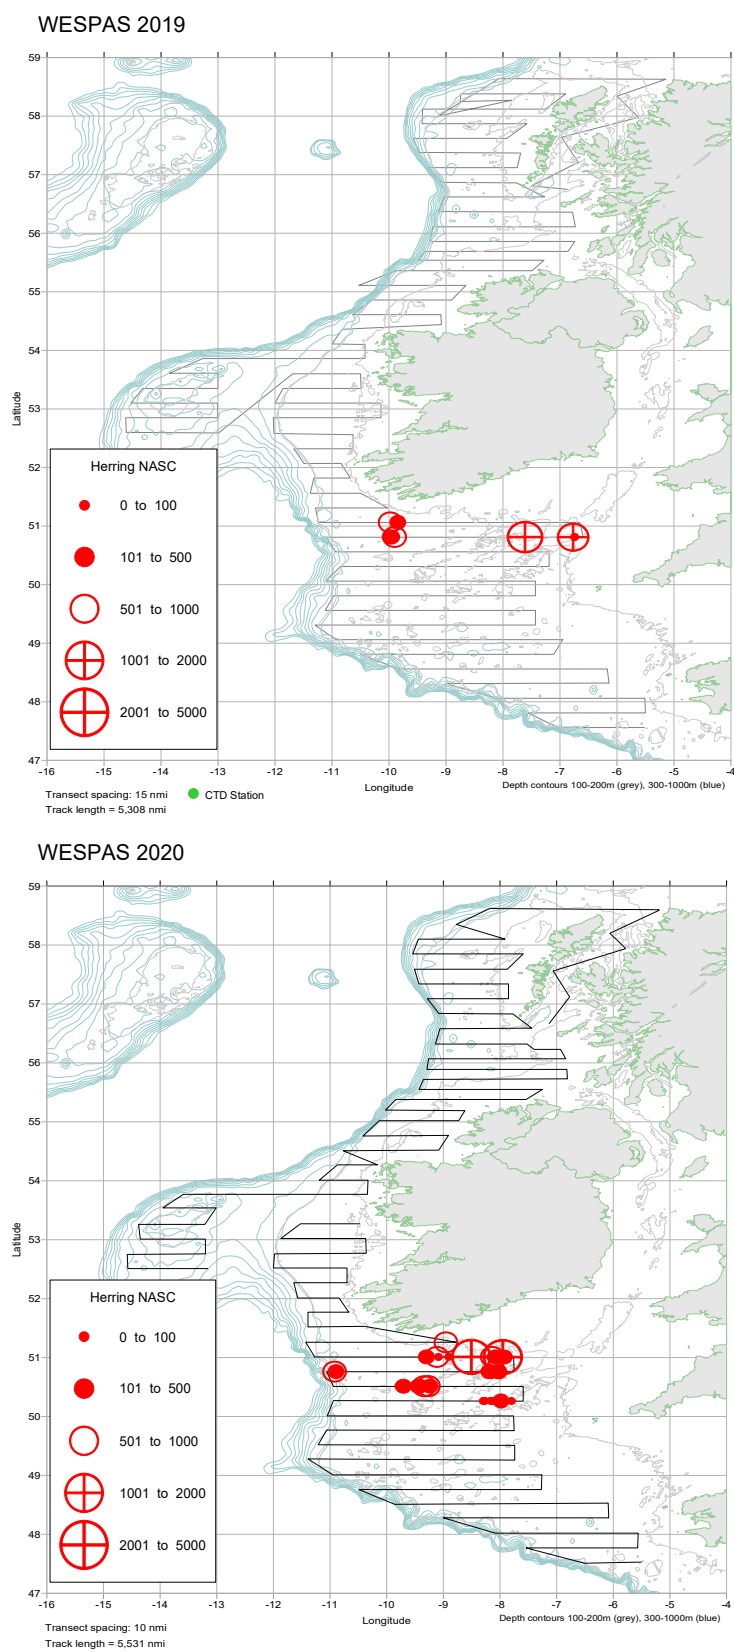 WESPAS 2019
59
58
57
56
55
54
53
52
51
50
49
48
47
Latitude
Herring NASC
0 to 100
101 to 500
501 to 1000
1001 to 2000
2001 to 5000
-16 -15 -14 -13 -12 -11 -10 -9 -8 -7 -6 -5 -4
Longitude
Transect spacing: 15 nmi
CTD Station
Depth contours 100-200m (grey), 300-1000m (blue)
Track length = 5,308 nmi
WESPAS 2020
59
58
57
56
55
54
53
52
51
50
49
48
47
Latitude
Herring NASC
0 to 100
101 to 500
501 to 1000
1001 to 2000
2001 to 5000
-16 -15 -14 -13 -12 -11 -10 -9 -8 -7 -6 -5 -4
Longitude
Depth contours 100-200m (grey), 300-1000m (blue)
Transect spacing: 10 nmi
Track length = 5,531 nmi